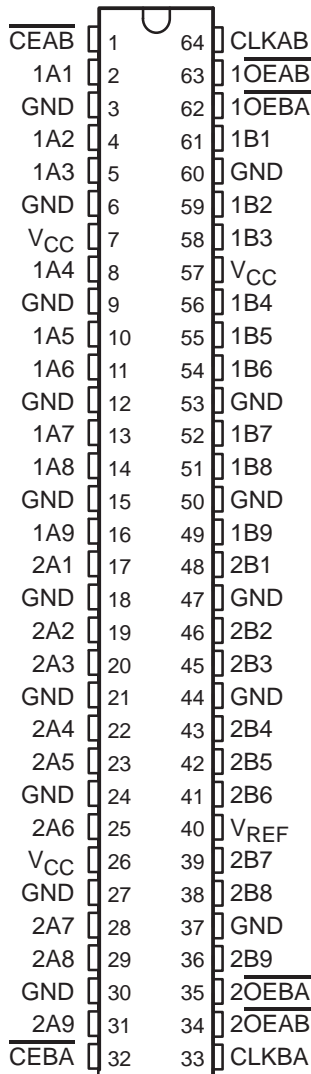 C̅E̅A̅B̅ 1 64 CLKAB
1A1 2 63 1O̅E̅A̅B̅
GND 3 62 1O̅E̅B̅A̅
1A2 4 61 1B1
1A3 5 60 GND
GND 6 59 1B2
VCC 7 58 1B3
1A4 8 57 VCC
GND 9 56 1B4
1A5 10 55 1B5
1A6 11 54 1B6
GND 12 53 GND
1A7 13 52 1B7
1A8 14 51 1B8
GND 15 50 GND
1A9 16 49 1B9
2A1 17 48 2B1
GND 18 47 GND
2A2 19 46 2B2
2A3 20 45 2B3
GND 21 44 GND
2A4 22 43 2B4
2A5 23 42 2B5
GND 24 41 2B6
2A6 25 40 VREF
VCC 26 39 2B7
GND 27 38 2B8
2A7 28 37 GND
2A8 29 36 2B9
GND 30 35 2O̅E̅B̅A̅
2A9 31 34 2O̅E̅A̅B̅
C̅E̅B̅A̅ 32 33 CLKBA